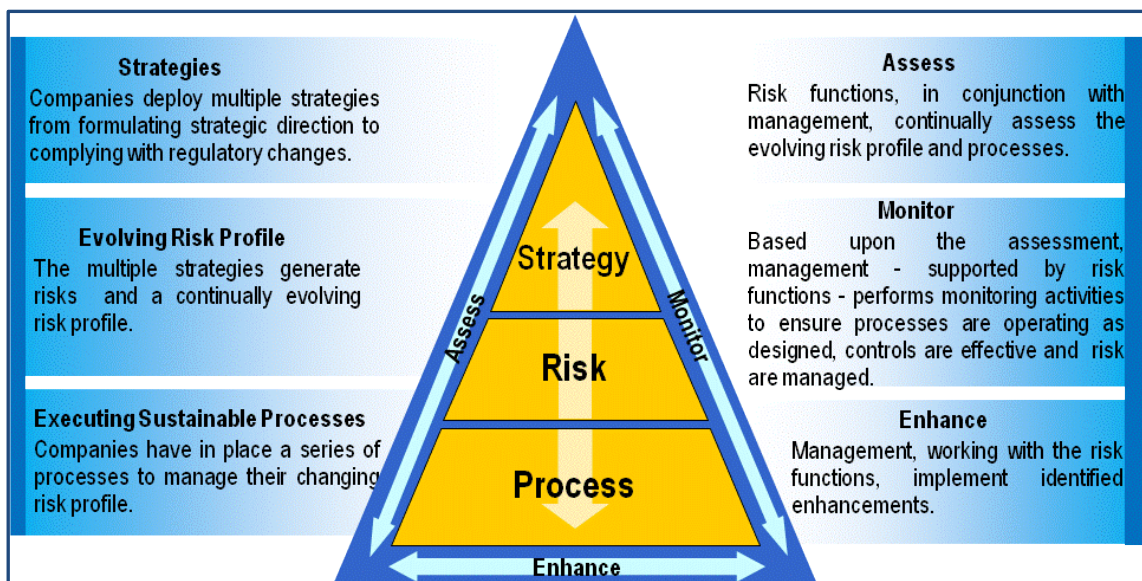 Strategies
Companies deploy multiple strategies
from formulating strategic direction to
complying with regulatory changes.
Evolving Risk Profile
The multiple strategies generate
risks and a continually evolving
risk profile.
Executing Sustainable Processes
Companies have in place a series of
processes to manage their changing
risk profile.
Assess
Strategy
Risk
Process
Monitor
Enhance
Assess
Risk functions, in conjunction with
management, continually assess the
evolving risk profile and processes.
Monitor
Based upon the assessment,
management - supported by risk
functions - performs monitoring activities
to ensure processes are operating as
designed, controls are effective and risk
are managed.
Enhance
Management, working with the risk
functions, implement identified
enhancements.